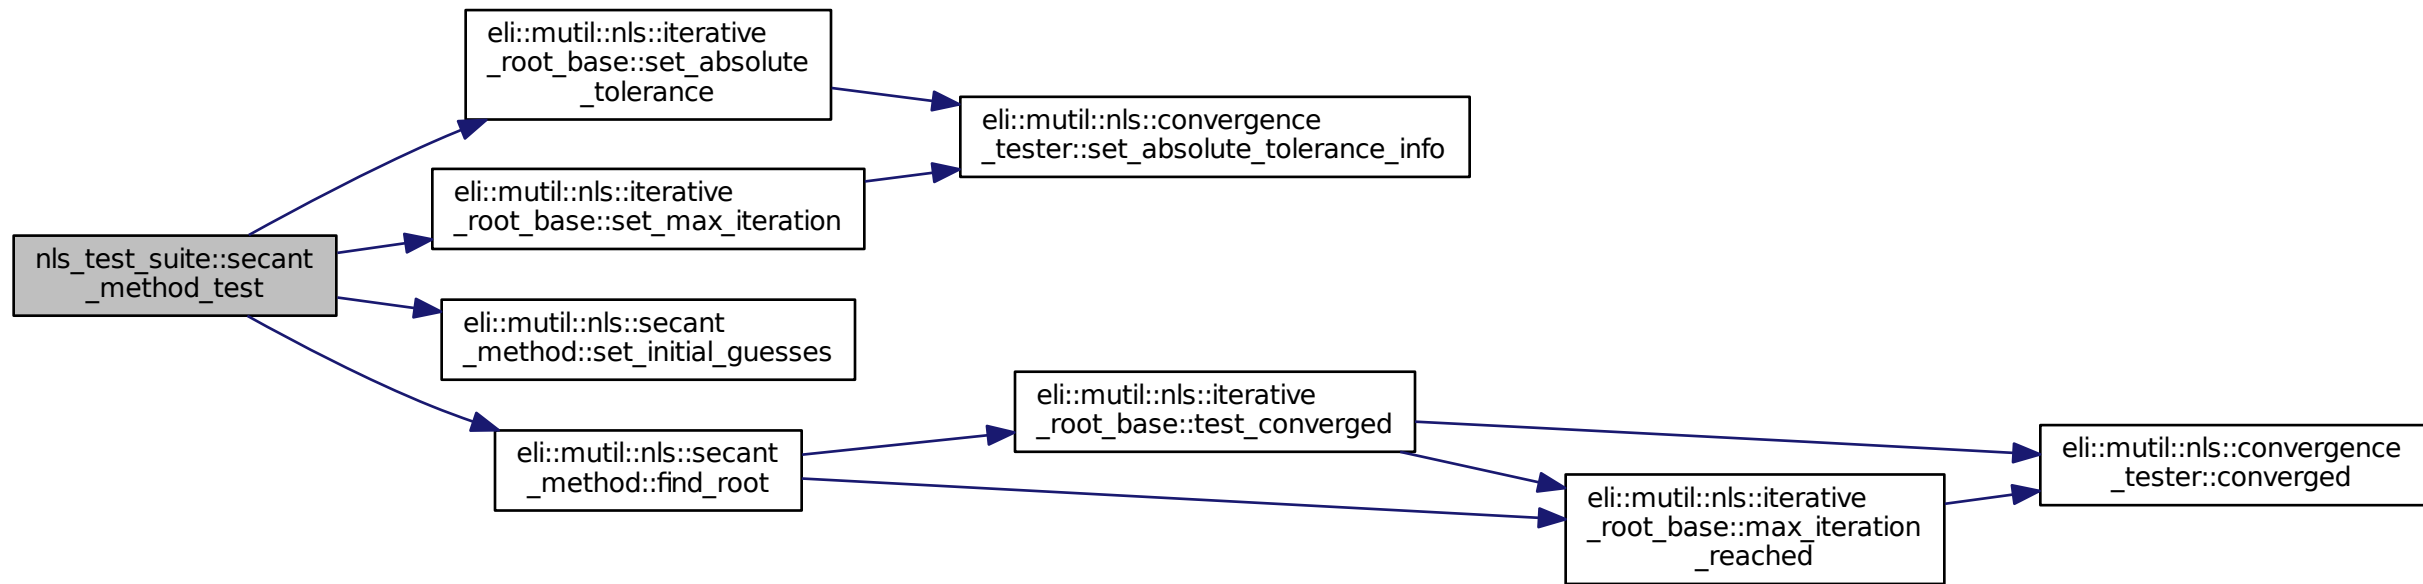 eli::mutil::nls::iterative
_root_base::set_absolute
_tolerance
eli::mutil::nls::convergence
_tester::set_absolute_tolerance_info
eli::mutil::nls::iterative
_root_base::set_max_iteration
nls_test_suite::secant
_method_test
eli::mutil::nls::secant
_method::set_initial_guesses
eli::mutil::nls::iterative
_root_base::test_converged
eli::mutil::nls::secant
_method::find_root
eli::mutil::nls::convergence
_tester::converged
eli::mutil::nls::iterative
_root_base::max_iteration
_reached